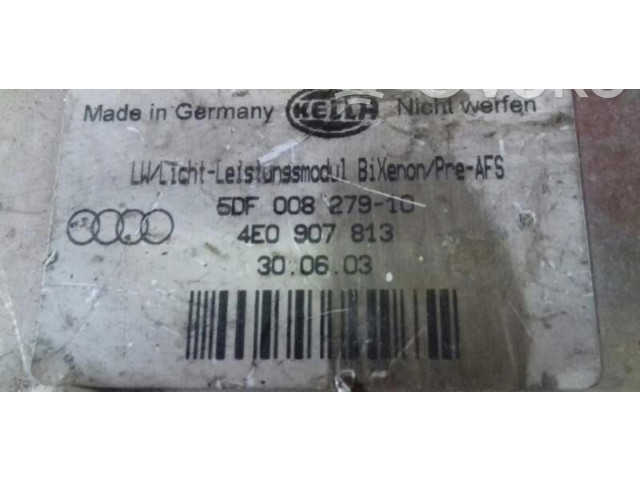 Made in Germany HELLA Nicht werfen
LW/Licht-Leistungsmodul BiXenon/Pre-AFS
5DF 008 279-10
4E0 907 813
30.06.03